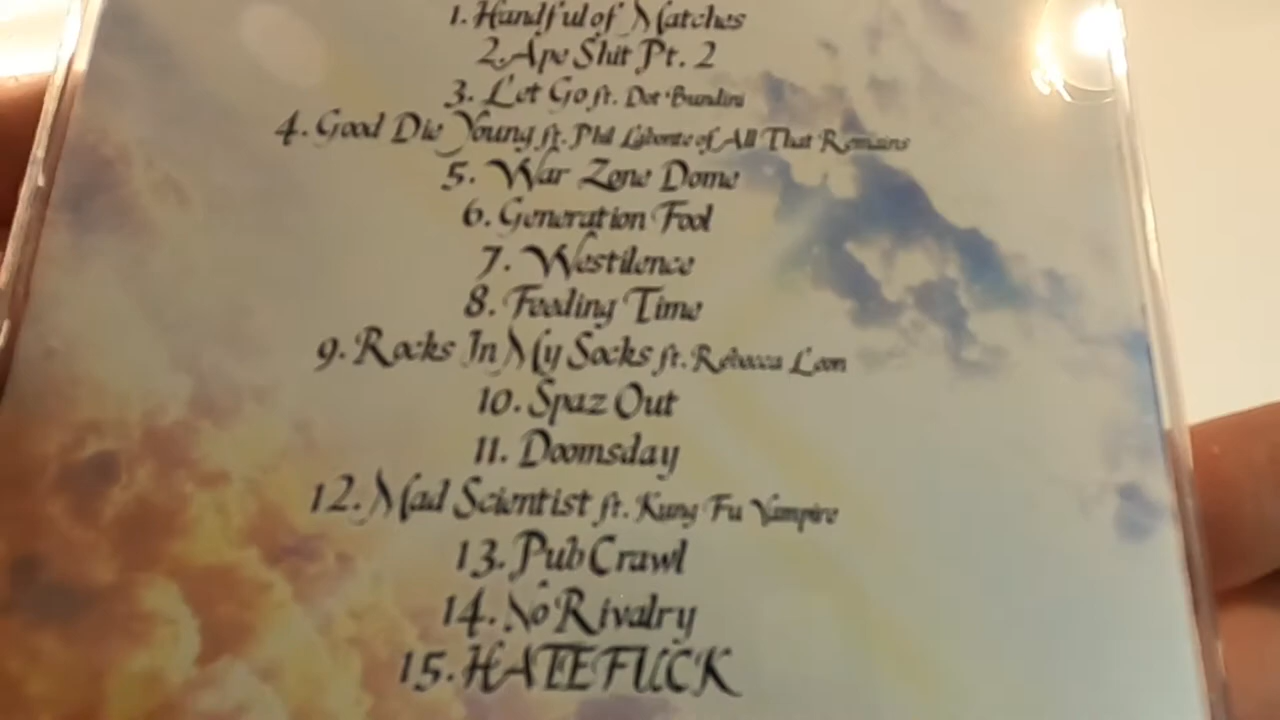 1. Handful of Matches
2. Ape Shit Pt. 2
3. Let Go ft. Dot Bundini
4. Good Die Young ft. Phil Labonte of All That Remains
5. War Zone Dome
6. Generation Fool
7. Westilence
8. Feeding Time
9. Rocks In My Socks ft. Rebecca Loon
10. Spaz Out
11. Doomsday
12. Mad Scientist ft. Kung Fu Vampire
13. Pub Crawl
14. No Rivalry
15. HATEFUCK